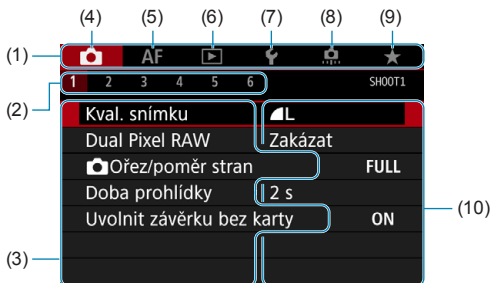 (4) (5) (6) (7) (8) (9)
(1) AF
(2) 1 2 3 4 5 6 SHOOT1
Kval. snímku L
Dual Pixel RAW Zakázat
Ořez/poměr stran FULL
Doba prohlídky 2 s
(10)
Uvolnit závěrku bez karty ON
(3)